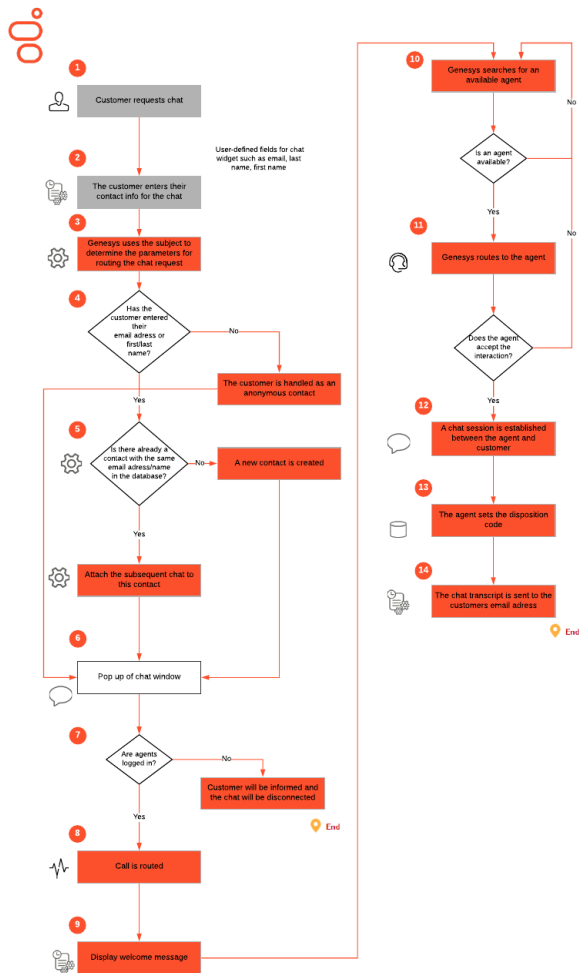 1
Customer requests chat
User-defined fields for chat
widget such as email, last
name, first name
2
The customer enters their
contact info for the chat
3
Genesys uses the subject to
determine the parameters for
routing the chat request
4
Has the
customer entered
their
email adress or
first/last
name?
No
The customer is handled as an
anonymous contact
Yes
5
Is there already a
contact with the same
email adress/name
in the database?
No
A new contact is created
Yes
Attach the subsequent chat to
this contact
6
Pop up of chat window
7
Are agents
logged in?
No
Customer will be informed and
the chat will be disconnected
End
Yes
8
Call is routed
9
Display welcome message
10
Genesys searches for an
available agent
No
Is an agent
available?
Yes
11
No
Genesys routes to the agent
Does the agent
accept the
interaction?
Yes
12
A chat session is established
between the agent and
customer
13
The agent sets the disposition
code
14
The chat transcript is sent to the
customers email adress
End